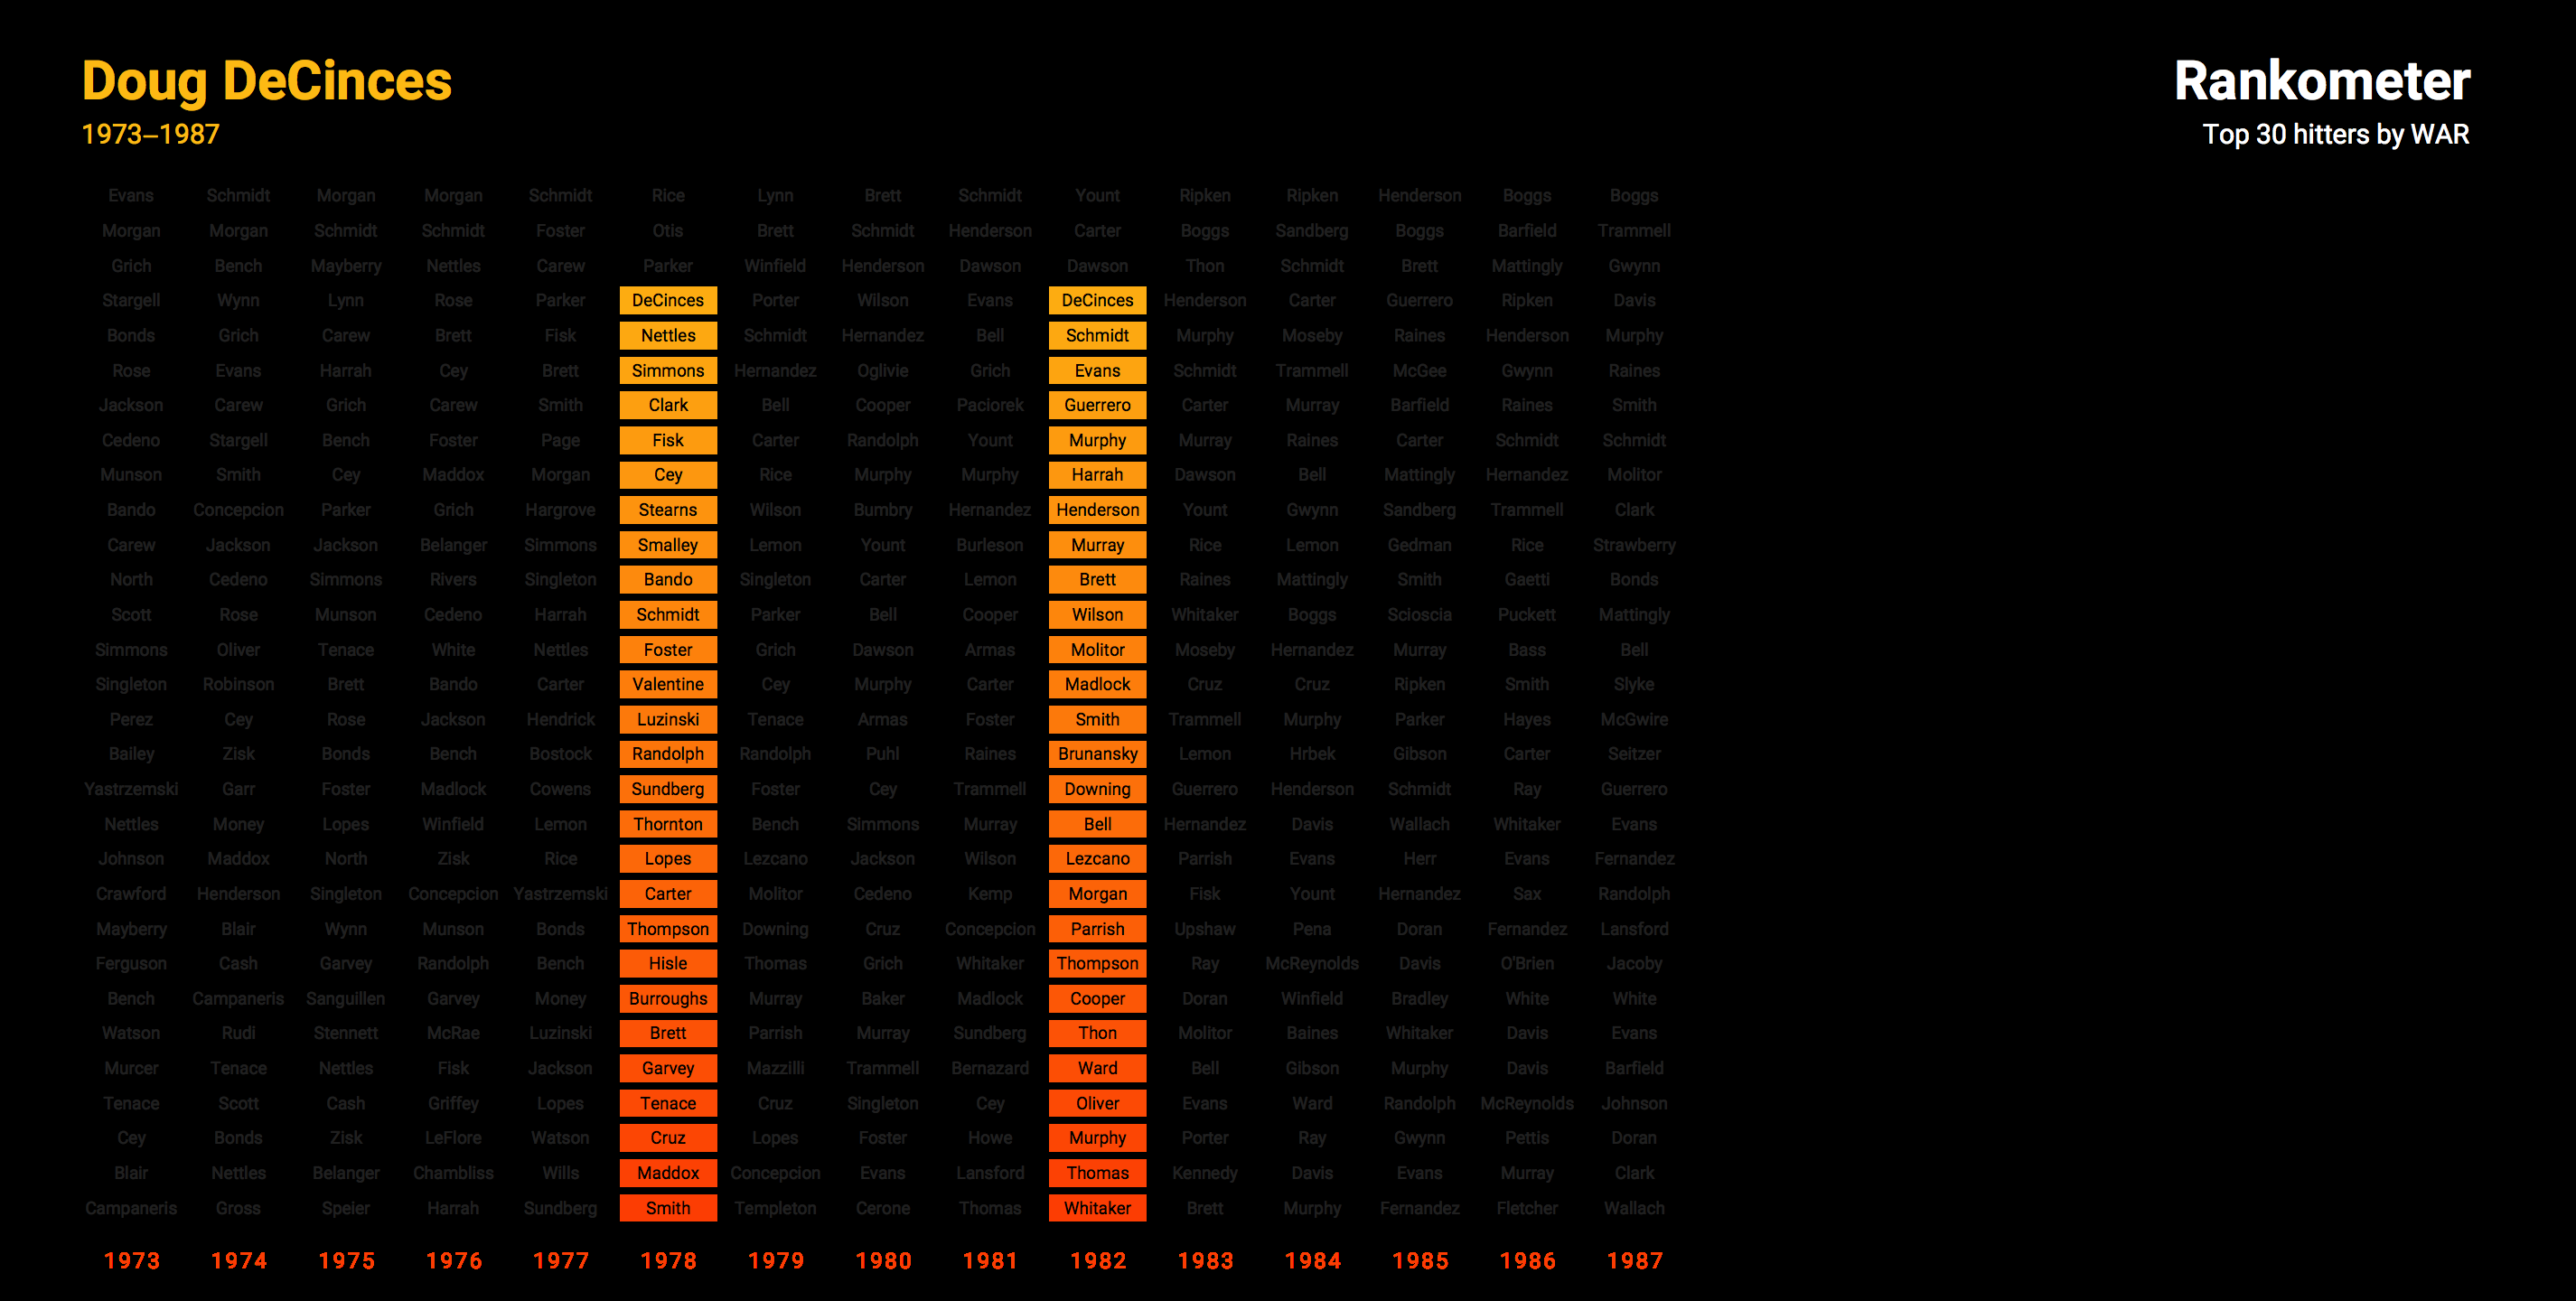 Doug DeCinces
1973–1987
Rankometer
Top 30 hitters by WAR
Evans Schmidt Morgan Morgan Schmidt Rice Lynn Brett Schmidt Yount Ripken Ripken Henderson Boggs Boggs
Morgan Morgan Schmidt Schmidt Foster Otis Brett Schmidt Henderson Carter Boggs Sandberg Boggs Barfield Trammell
Grich Bench Mayberry Nettles Carew Parker Winfield Henderson Dawson Dawson Thon Schmidt Brett Mattingly Gwynn
Stargell Wynn Lynn Rose Parker DeCinces Porter Wilson Evans DeCinces Henderson Carter Guerrero Ripken Davis
Bonds Grich Carew Brett Fisk Nettles Schmidt Hernandez Bell Schmidt Murphy Moseby Raines Henderson Murphy
Rose Evans Harrah Cey Brett Simmons Hernandez Oglivie Grich Evans Schmidt Trammell McGee Gwynn Raines
Jackson Carew Grich Carew Smith Clark Bell Cooper Paciorek Guerrero Carter Murray Barfield Raines Smith
Cedeno Stargell Bench Foster Page Fisk Carter Randolph Yount Murphy Murray Raines Carter Schmidt Schmidt
Munson Smith Cey Maddox Morgan Cey Rice Murphy Murphy Harrah Dawson Bell Mattingly Hernandez Molitor
Bando Concepcion Parker Grich Hargrove Stearns Wilson Bumbry Hernandez Henderson Yount Gwynn Sandberg Trammell Clark
Carew Jackson Jackson Belanger Simmons Smalley Lemon Yount Burleson Murray Rice Lemon Gedman Rice Strawberry
North Cedeno Simmons Rivers Singleton Bando Singleton Carter Lemon Brett Raines Mattingly Smith Gaetti Bonds
Scott Rose Munson Cedeno Harrah Schmidt Parker Bell Cooper Wilson Whitaker Boggs Scioscia Puckett Mattingly
Simmons Oliver Tenace White Nettles Foster Grich Dawson Armas Molitor Moseby Hernandez Murray Bass Bell
Singleton Robinson Brett Bando Carter Valentine Cey Murphy Carter Madlock Cruz Cruz Ripken Smith Slyke
Perez Cey Rose Jackson Hendrick Luzinski Tenace Armas Foster Smith Trammell Murphy Parker Hayes McGwire
Bailey Zisk Bonds Bench Bostock Randolph Randolph Puhl Raines Brunansky Lemon Hrbek Gibson Carter Seitzer
Yastrzemski Garr Foster Madlock Cowens Sundberg Foster Cey Trammell Downing Guerrero Henderson Schmidt Ray Guerrero
Nettles Money Lopes Winfield Lemon Thornton Bench Simmons Murray Bell Hernandez Davis Wallach Whitaker Evans
Johnson Maddox North Zisk Rice Lopes Lezcano Jackson Wilson Lezcano Parrish Evans Herr Evans Fernandez
Crawford Henderson Singleton Concepcion Yastrzemski Carter Molitor Cedeno Kemp Morgan Fisk Yount Hernandez Sax Randolph
Mayberry Blair Wynn Munson Bonds Thompson Downing Cruz Concepcion Parrish Upshaw Pena Doran Fernandez Lansford
Ferguson Cash Garvey Randolph Bench Hisle Thomas Grich Whitaker Thompson Ray McReynolds Davis O'Brien Jacoby
Bench Campaneris Sanguillen Garvey Money Burroughs Murray Baker Madlock Cooper Doran Winfield Bradley White White
Watson Rudi Stennett McRae Luzinski Brett Parrish Murray Sundberg Thon Molitor Baines Whitaker Davis Evans
Murcer Tenace Nettles Fisk Jackson Garvey Mazzilli Trammell Bernazard Ward Bell Gibson Murphy Davis Barfield
Tenace Scott Cash Griffey Lopes Tenace Cruz Singleton Cey Oliver Evans Ward Randolph McReynolds Johnson
Cey Bonds Zisk LeFlore Watson Cruz Lopes Foster Howe Murphy Porter Ray Gwynn Pettis Doran
Blair Nettles Belanger Chambliss Wills Maddox Concepcion Evans Lansford Thomas Kennedy Davis Evans Murray Clark
Campaneris Gross Speier Harrah Sundberg Smith Templeton Cerone Thomas Whitaker Brett Murphy Fernandez Fletcher Wallach
1973 1974 1975 1976 1977 1978 1979 1980 1981 1982 1983 1984 1985 1986 1987